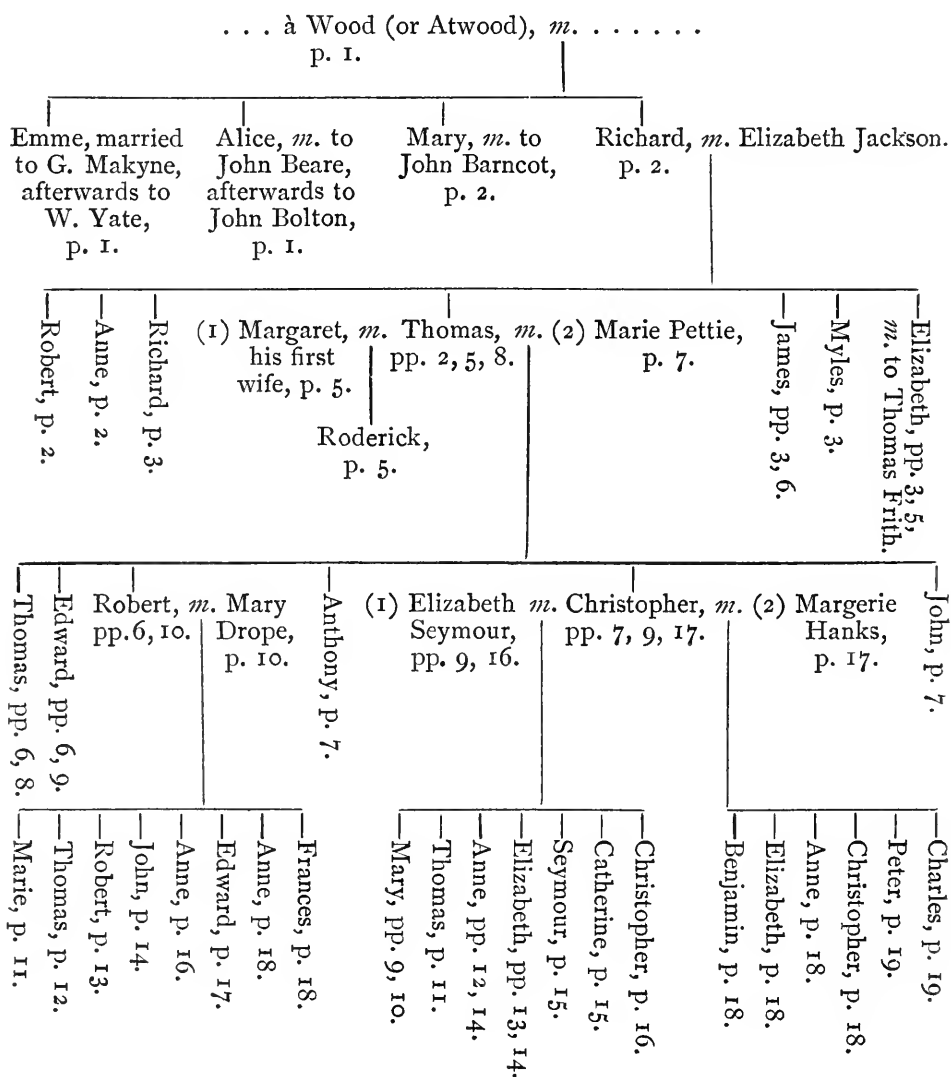 . . . à Wood (or Atwood), m. . . . . . . .
p. 1.
Emme, married
to G. Makyne,
afterwards to
W. Yate,
p. 1.
Alice, m. to
John Beare,
afterwards to
John Bolton,
p. 1.
Mary, m. to
John Barncot,
p. 2.
Richard, m. Elizabeth Jackson.
p. 2.
Robert, p. 2.
Anne, p. 2.
Richard, p. 3.
(1) Margaret, m. Thomas, m. (2) Marie Pettie,
his first
wife, p. 5.
pp. 2, 5, 8.
p. 7.
Roderick,
p. 5.
James, pp. 3, 6.
Myles, p. 3.
Elizabeth, pp. 3, 5,
m. to Thomas Frith.
Thomas, pp. 6, 8.
Edward, pp. 6, 9.
Robert, m. Mary
pp. 6, 10. Drope,
p. 10.
Anthony, p. 7.
(1) Elizabeth m. Christopher, m. (2) Margerie
Seymour,
pp. 9, 16.
pp. 7, 9, 17.
Hanks,
p. 17.
John, p. 7.
Marie, p. 11.
Thomas, p. 12.
Robert, p. 13.
John, p. 14.
Anne, p. 16.
Edward, p. 17.
Anne, p. 18.
Frances, p. 18.
Mary, pp. 9, 10.
Thomas, p. 11.
Anne, pp. 12, 14.
Elizabeth, pp. 13, 14.
Seymour, p. 15.
Catherine, p. 15.
Christopher, p. 16.
Benjamin, p. 18.
Elizabeth, p. 18.
Anne, p. 18.
Christopher, p. 18.
Peter, p. 19.
Charles, p. 19.